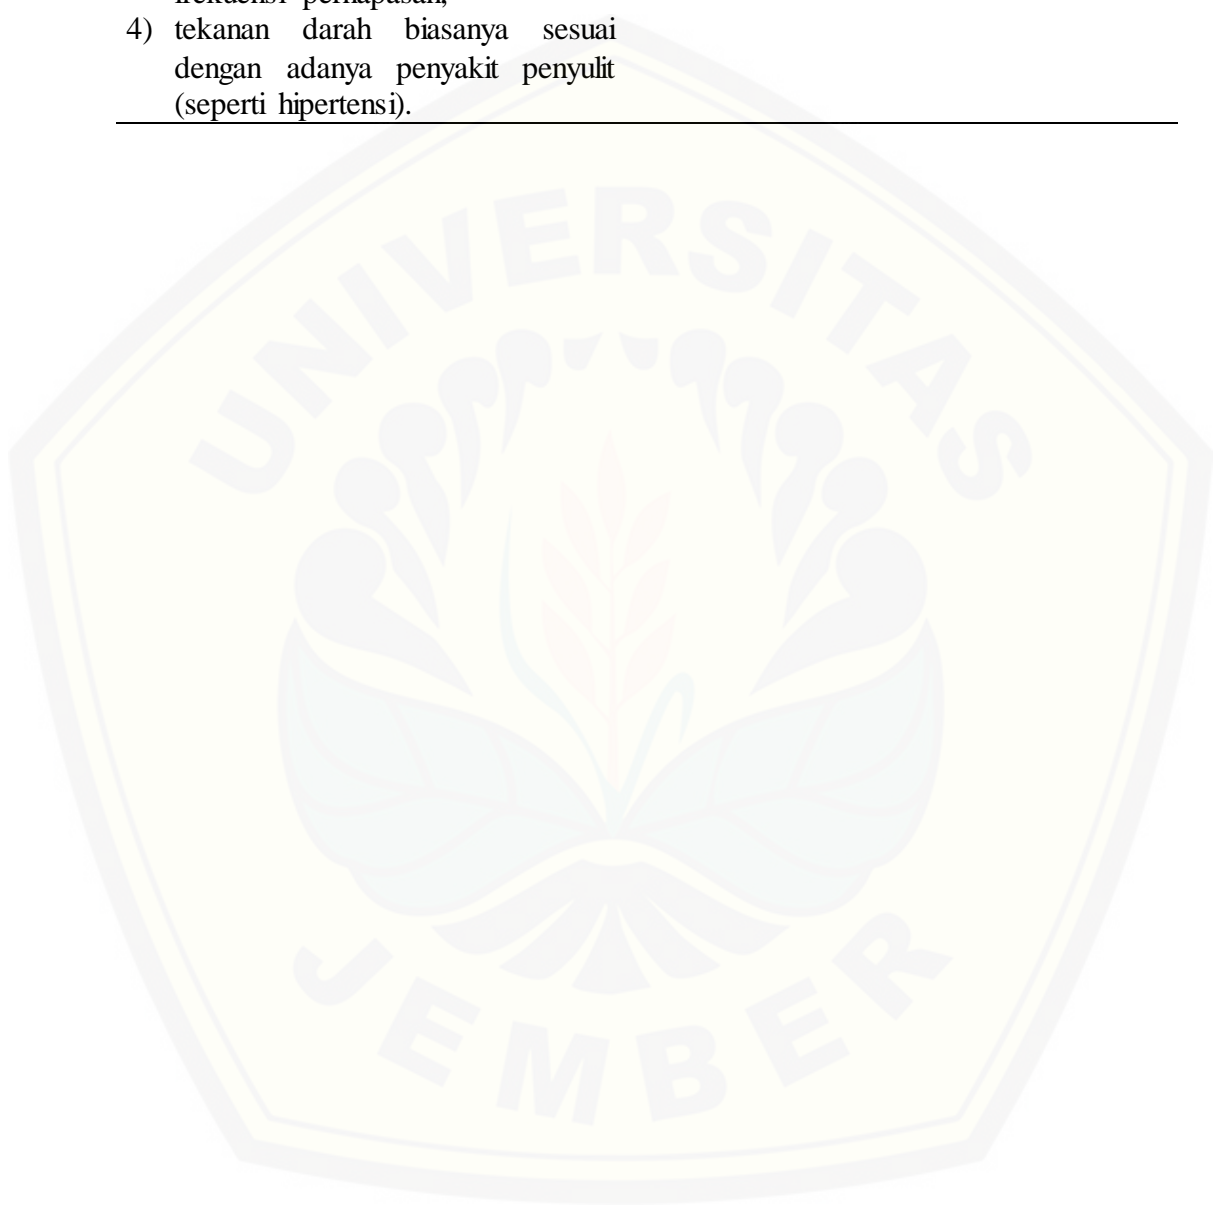 frekuensi pernapasan;
4) tekanan darah biasanya sesuai
dengan adanya penyakit penyulit
(seperti hipertensi).
UNIVERSITAS
JEMBER